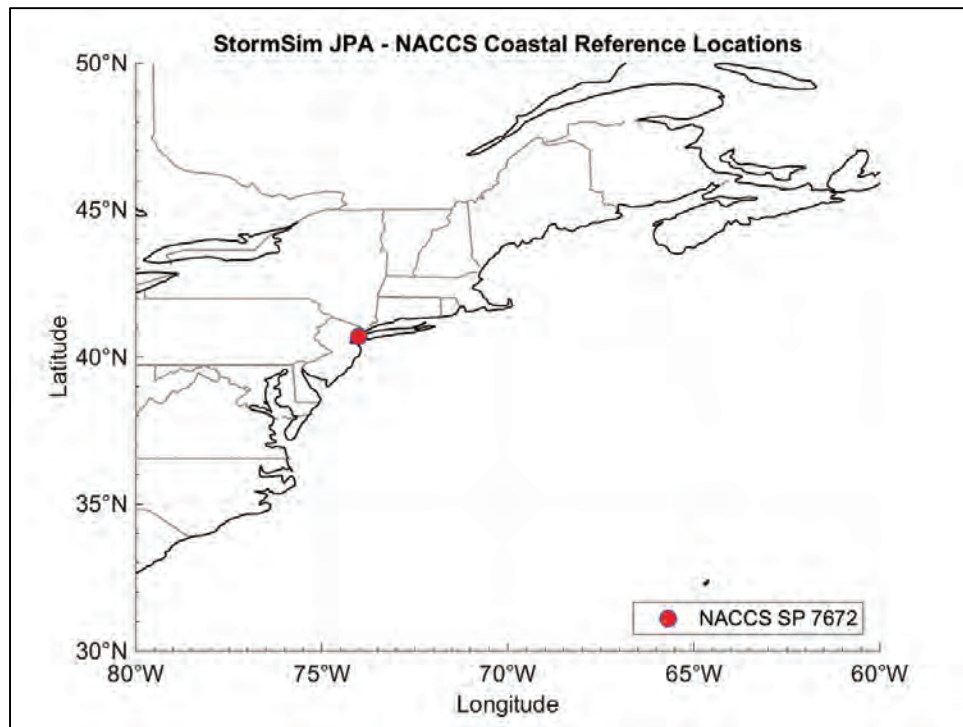 StormSim JPA - NACCS Coastal Reference Locations
50°N
45°N
40°N
35°N
30°N
Latitude
80°W
75°W
70°W
65°W
60°W
Longitude
NACCS SP 7672